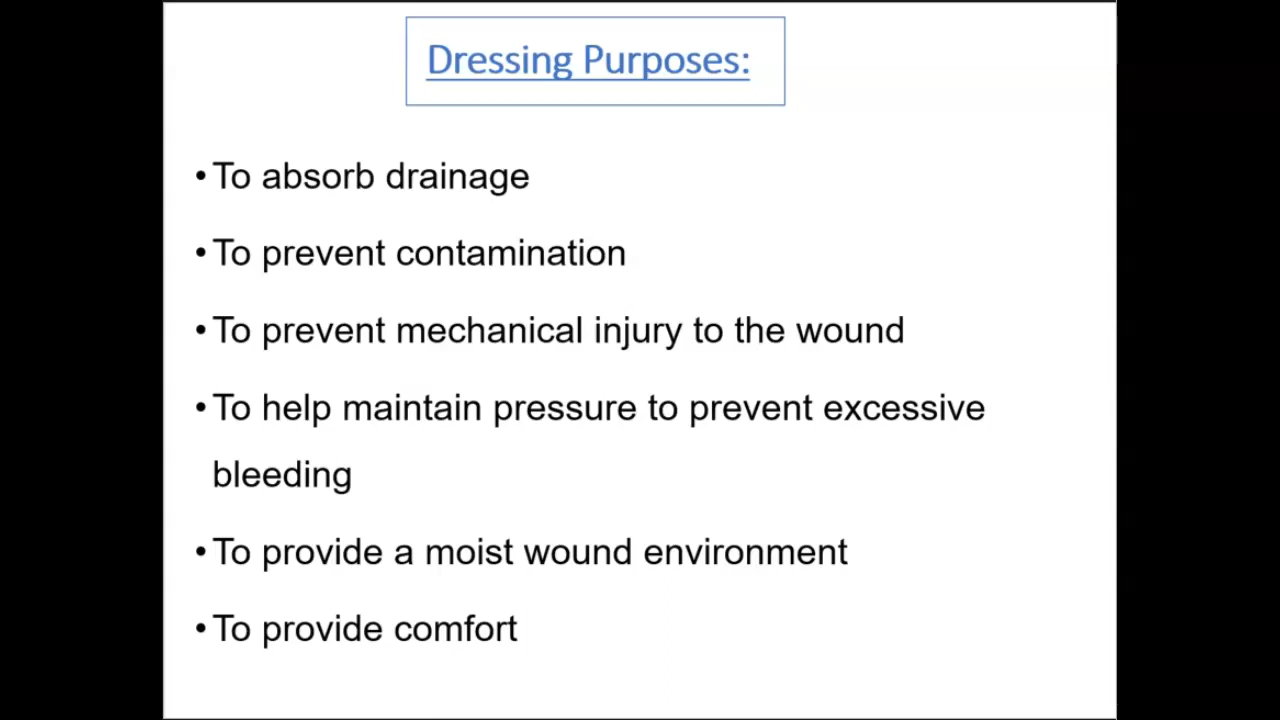 Dressing Purposes:
•To absorb drainage
•To prevent contamination
•To prevent mechanical injury to the wound
•To help maintain pressure to prevent excessive
bleeding
•To provide a moist wound environment
•To provide comfort